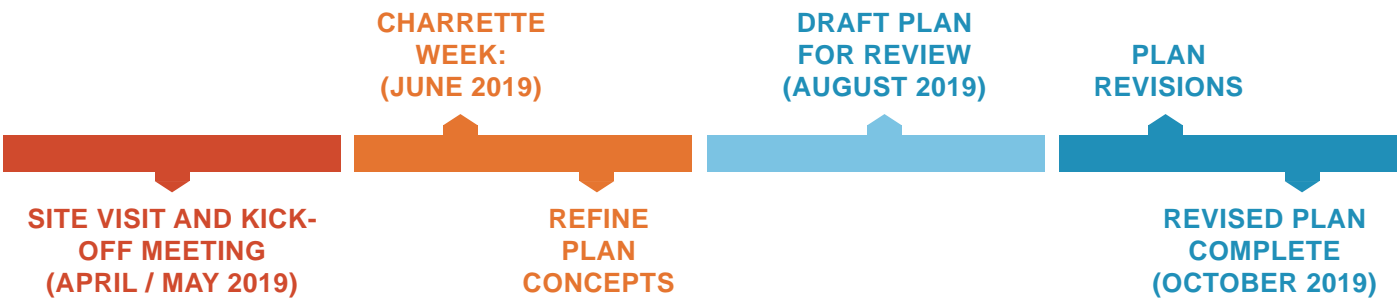 CHARRETTE
WEEK:
(JUNE 2019)
DRAFT PLAN
FOR REVIEW
(AUGUST 2019)
PLAN
REVISIONS
SITE VISIT AND KICK-
OFF MEETING
(APRIL / MAY 2019)
REFINE
PLAN
CONCEPTS
REVISED PLAN
COMPLETE
(OCTOBER 2019)